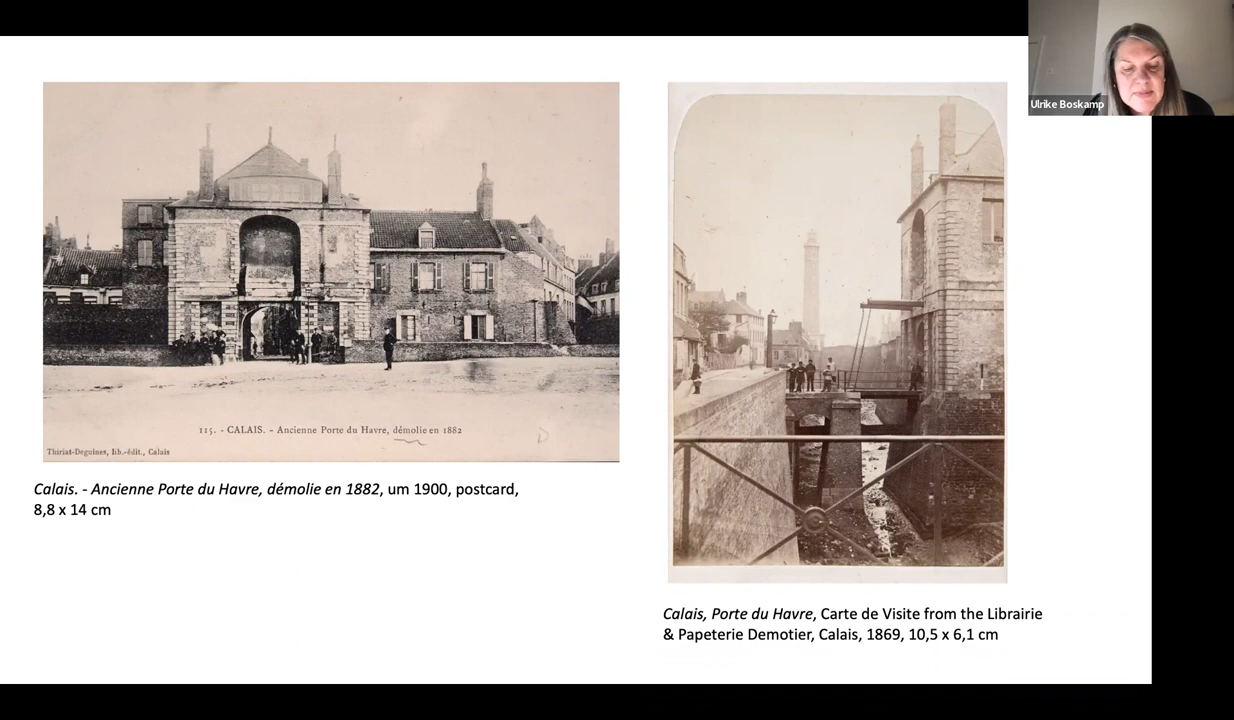 Ulrike Boskamp
115. - CALAIS. - Ancienne Porte du Havre, démolie en 1882
Thiriat-Deguines, lib.-édit., Calais
Calais. - Ancienne Porte du Havre, démolie en 1882, um 1900, postcard,
8,8 x 14 cm
Calais, Porte du Havre, Carte de Visite from the Librairie
& Papeterie Demotier, Calais, 1869, 10,5 x 6,1 cm